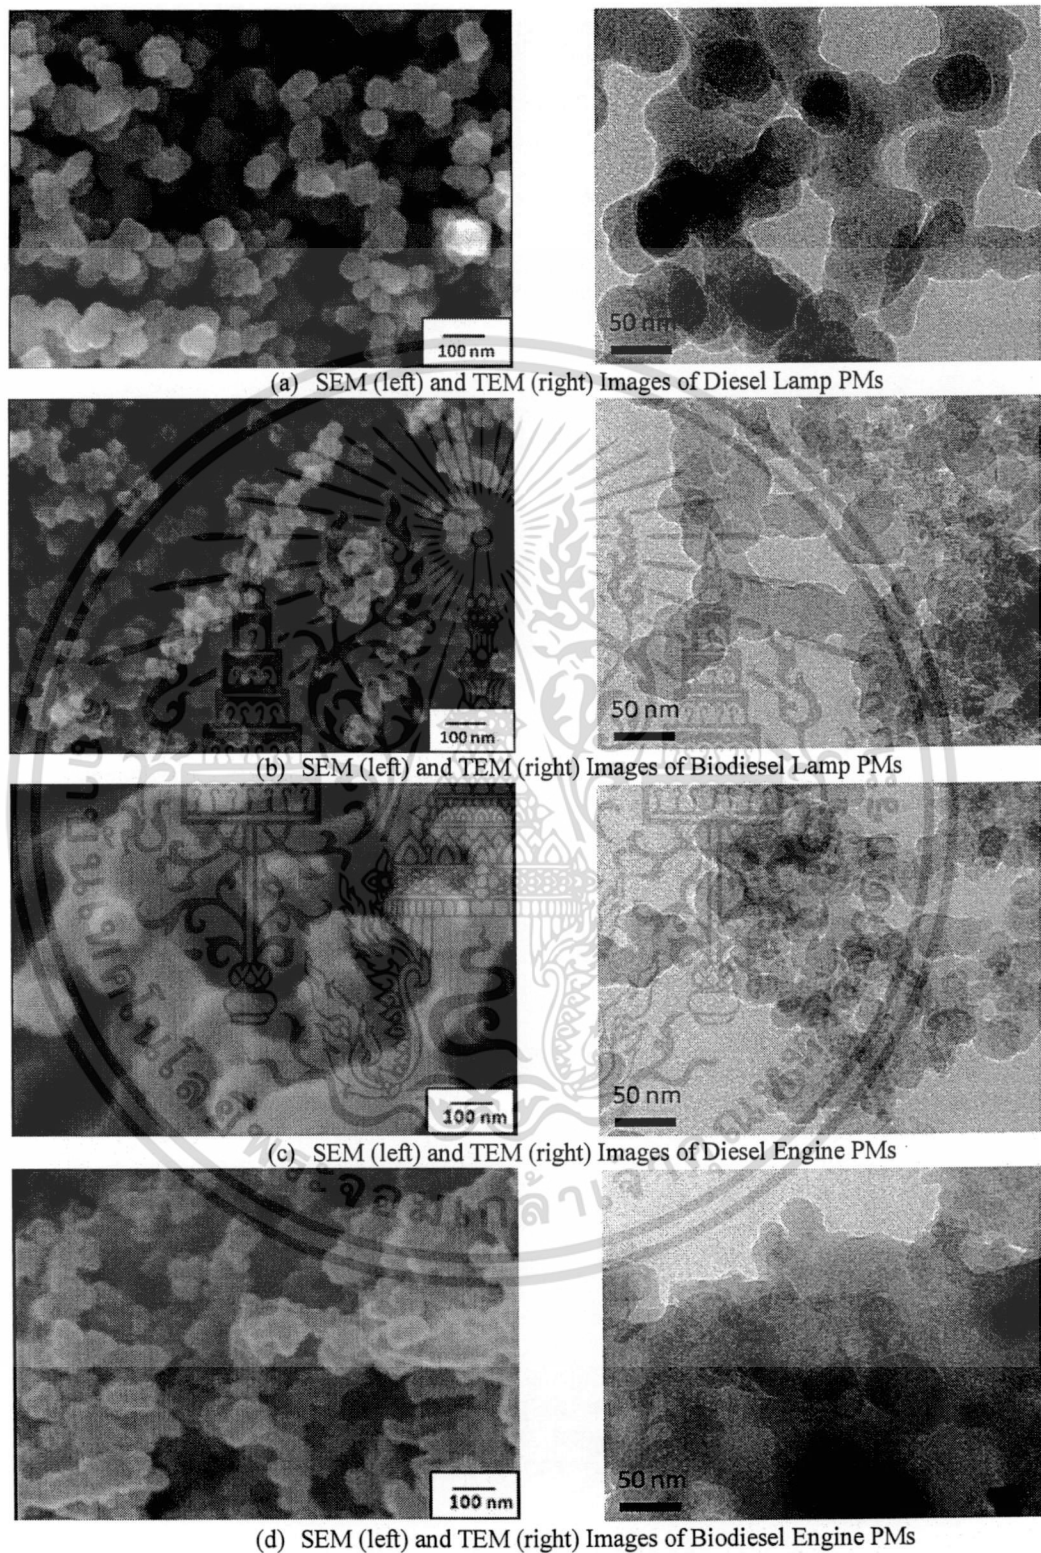 100 nm
50 nm
(a) SEM (left) and TEM (right) Images of Diesel Lamp PMs
100 nm
50 nm
(b) SEM (left) and TEM (right) Images of Biodiesel Lamp PMs
100 nm
50 nm
(c) SEM (left) and TEM (right) Images of Diesel Engine PMs
100 nm
50 nm
(d) SEM (left) and TEM (right) Images of Biodiesel Engine PMs